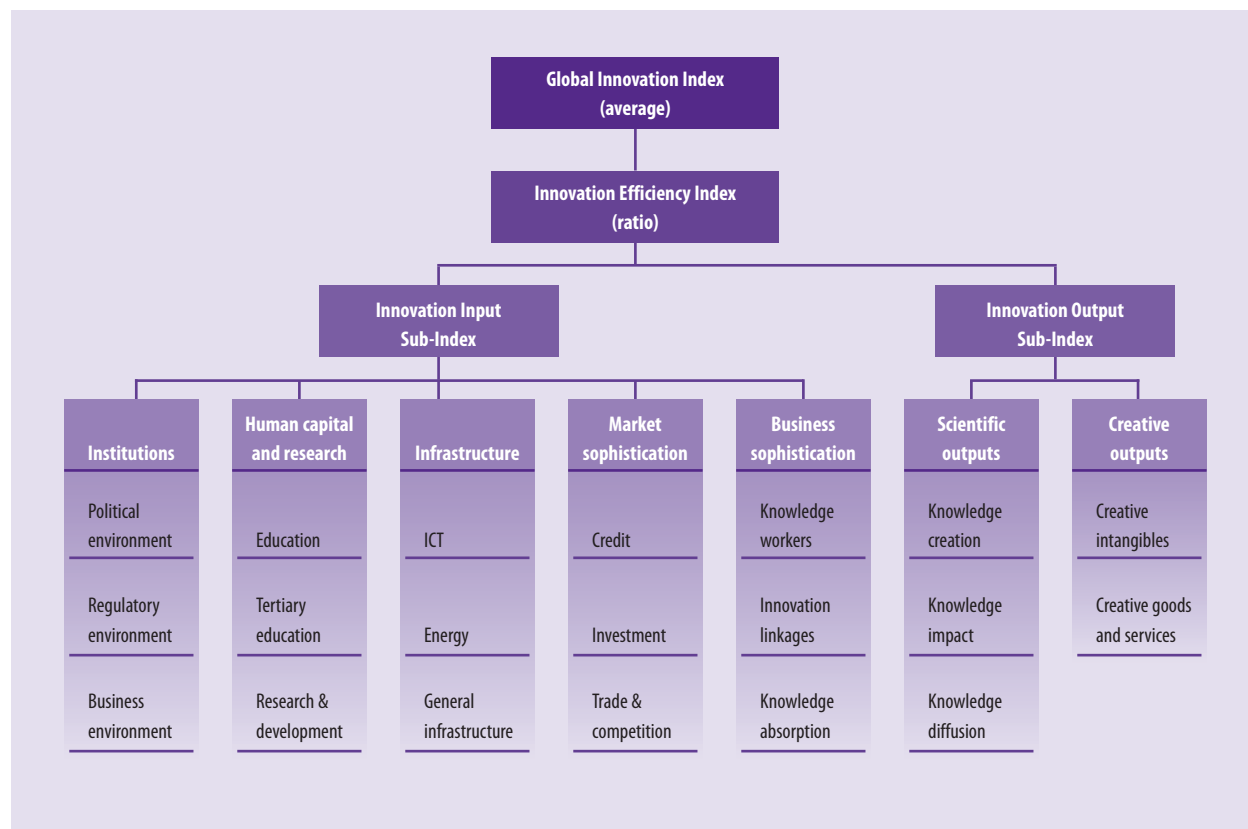 Global Innovation Index
(average)
Innovation Efficiency Index
(ratio)
Innovation Input
Sub-Index
Innovation Output
Sub-Index
Institutions
Human capital
and research
Infrastructure
Market
sophistication
Business
sophistication
Scientific
outputs
Creative
outputs
Political
environment
Education
ICT
Credit
Knowledge
workers
Knowledge
creation
Creative
intangibles
Regulatory
environment
Tertiary
education
Energy
Investment
Innovation
linkages
Knowledge
impact
Creative goods
and services
Business
environment
Research &
development
General
infrastructure
Trade &
competition
Knowledge
absorption
Knowledge
diffusion